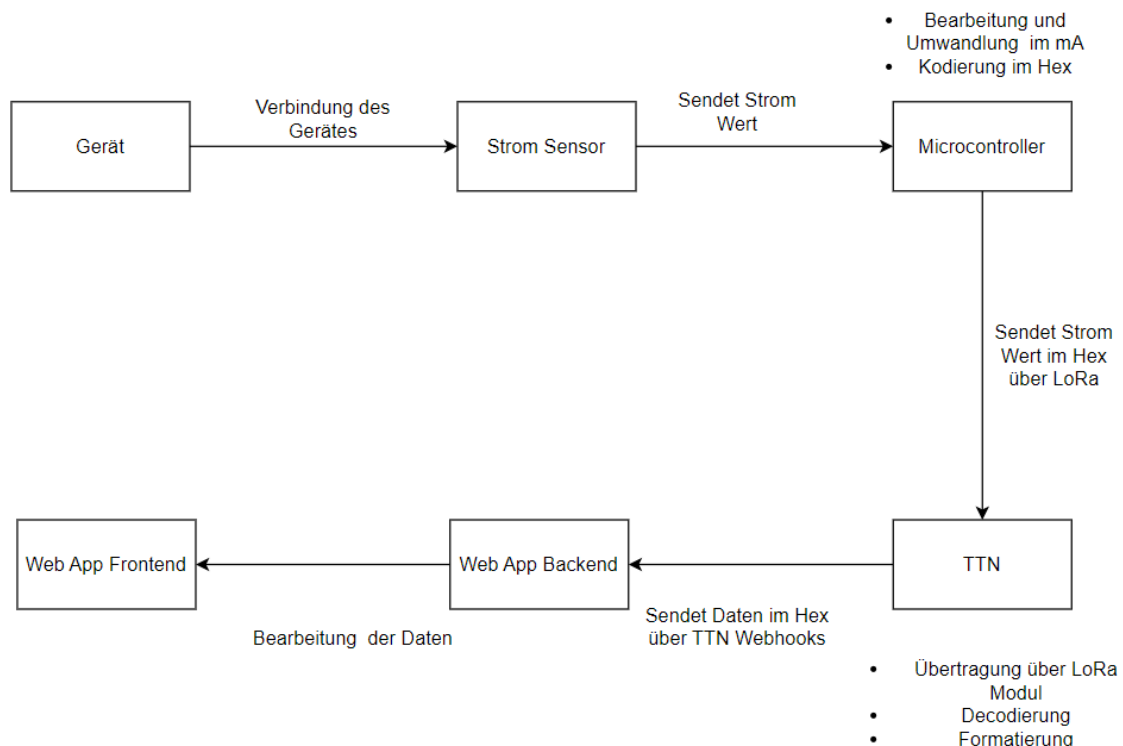 • Bearbeitung und
Umwandlung im mA
• Kodierung im Hex
Verbindung des
Gerätes
Sendet Strom
Wert
Gerät
Strom Sensor
Microcontroller
Sendet Strom
Wert im Hex
über LoRa
Web App Frontend
Web App Backend
TTN
Bearbeitung der Daten
Sendet Daten im Hex
über TTN Webhooks
• Übertragung über LoRa
Modul
• Decodierung
• Formatierung